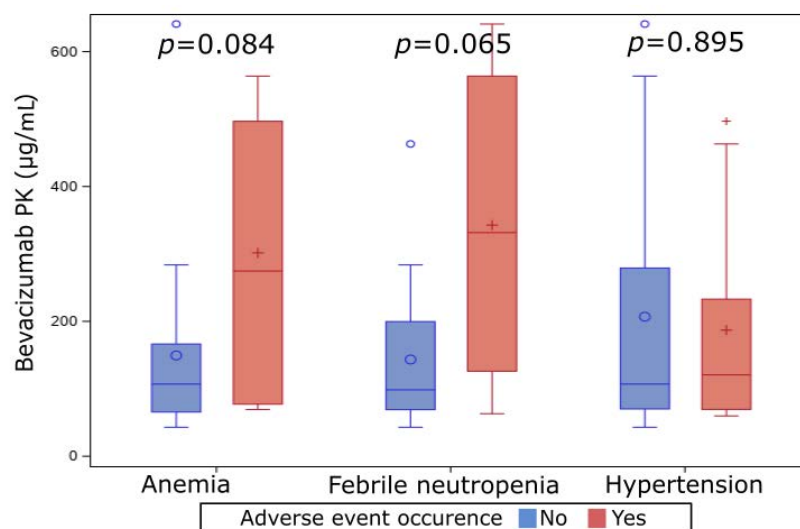 p=0.084 p=0.065 p=0.895
Bevacizumab PK (µg/mL)
600
400
200
0
Anemia Febrile neutropenia Hypertension
Adverse event occurence No Yes